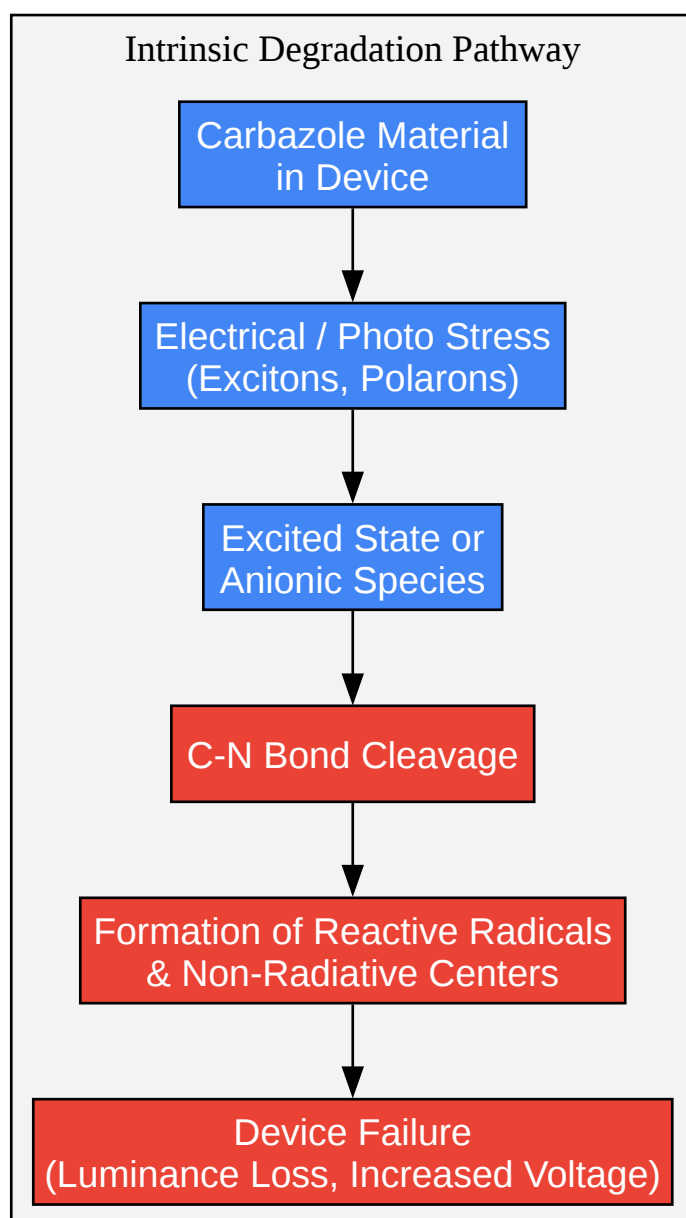 Intrinsic Degradation Pathway
Carbazole Material
in Device
Electrical / Photo Stress
(Excitons, Polarons)
Excited State or
Anionic Species
C-N Bond Cleavage
Formation of Reactive Radicals
& Non-Radiative Centers
Device Failure
(Luminance Loss, Increased Voltage)